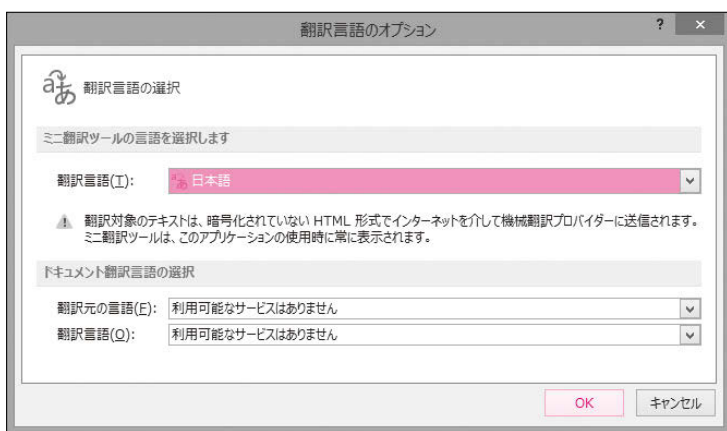 翻訳言語のオプション
? ×
aあ 翻訳言語の選択
ミニ翻訳ツールの言語を選択します
翻訳言語(T): aあ 日本語
翻訳対象のテキストは、暗号化されていない HTML 形式でインターネットを介して機械翻訳プロバイダーに送信されます。
ミニ翻訳ツールは、このアプリケーションの使用時に常に表示されます。
ドキュメント翻訳言語の選択
翻訳元の言語(F): 利用可能なサービスはありません
翻訳言語(O): 利用可能なサービスはありません
OK キャンセル